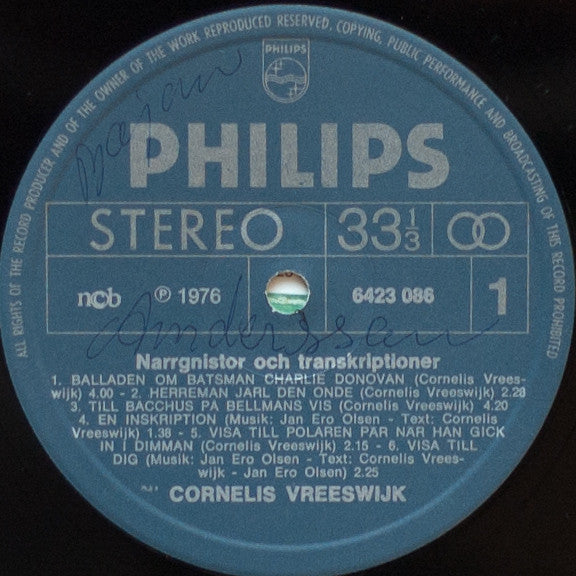 ALL RIGHTS OF THE RECORD PRODUCER AND OF THE OWNER OF THE WORK REPRODUCED RESERVED. COPYING, PUBLIC PERFORMANCE AND BROADCASTING OF THIS RECORD PROHIBITED
PHILIPS
PHILIPS
STEREO 33 1/3
ncb Ⓟ 1976 6423 086 1
Anderssan
Narrgnistor och transkriptioner
1. BALLADEN OM BATSMAN CHARLIE DONOVAN (Cornelis Vrees-
wijk) 4.00 - 2. HERREMAN JARL DEN ONDE (Cornelis Vreeswijk) 2.28
3. TILL BACCHUS PA BELLMANS VIS (Cornelis Vreeswijk) 4.20
4. EN INSKRIPTION (Musik: Jan Ero Olsen - Text: Cornelis
Vreeswijk) 1.38 - 5. VISA TILL POLAREN PAR NAR HAN GICK
IN I DIMMAN (Cornelis Vreeswijk) 2.15 - 6. VISA TILL
DIG (Musik: Jan Ero Olsen - Text: Cornelis Vrees-
wijk - Jan Ero Olsen) 2.25
CORNELIS VREESWIJK